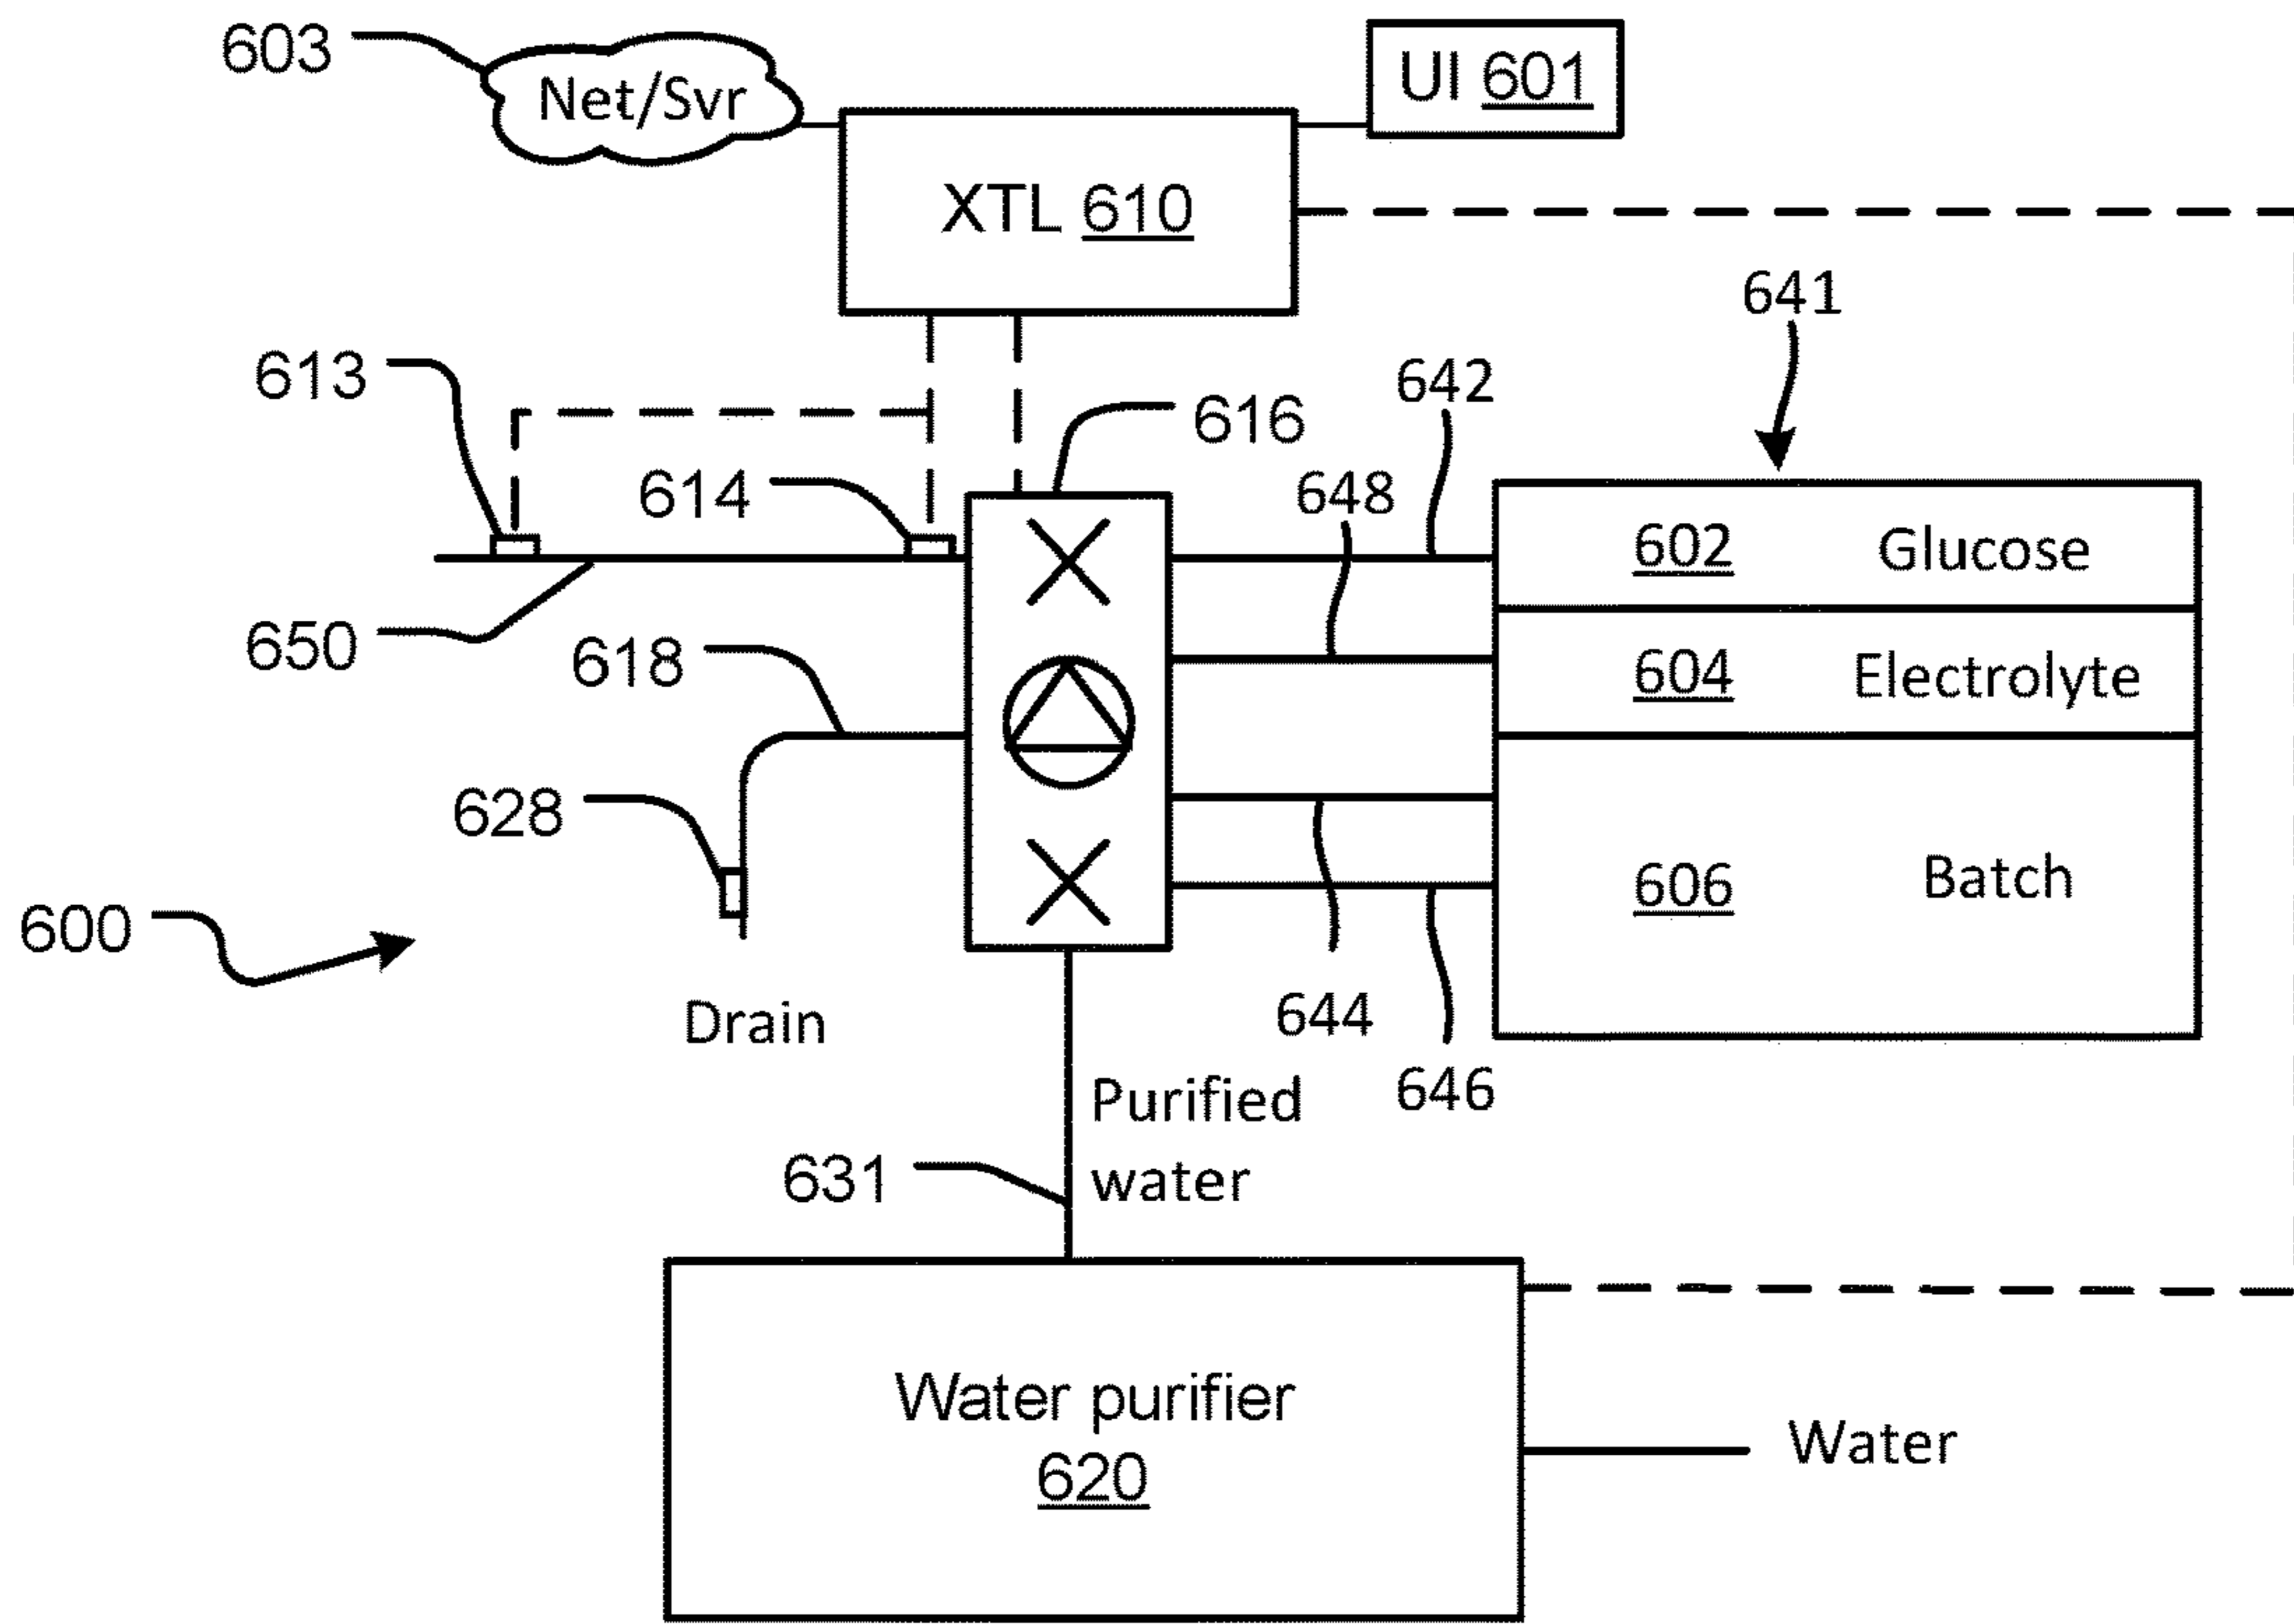 603
Net/Svr
UI 601
XTL 610
641
613
642
616
614
648
602 Glucose
650
618
604 Electrolyte
628
606 Batch
600
644
Drain
646
Purified
water
631
Water purifier
620
Water